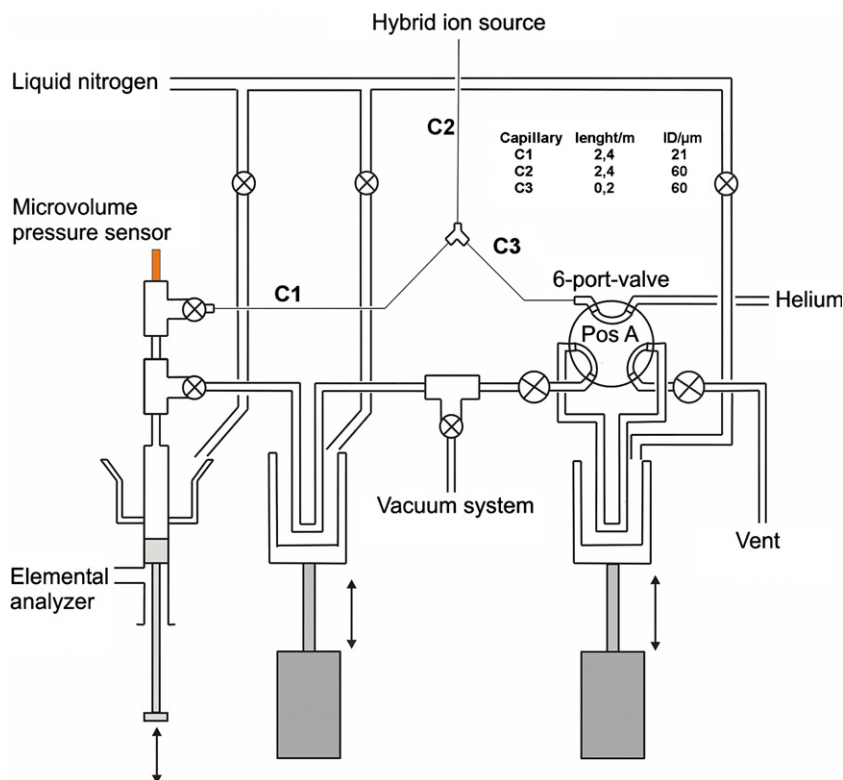 Hybrid ion source
Liquid nitrogen
C2
Capillary lenght/m ID/µm
C1 2,4 21
C2 2,4 60
C3 0,2 60
Microvolume
pressure sensor
C3
6-port-valve
C1
Helium
Pos A
Vacuum system
Vent
Elemental
analyzer